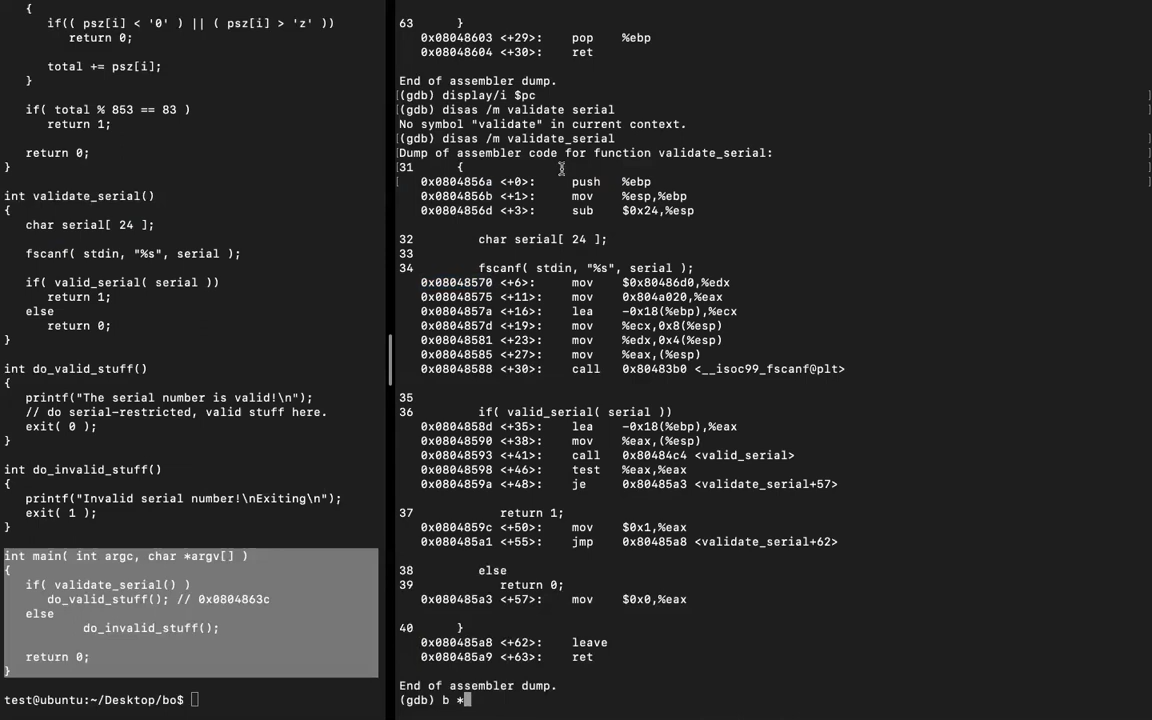 {
if(( psz[i] < '0' ) || ( psz[i] > 'z' ))
return 0;
total += psz[i];
}
if( total % 853 == 83 )
return 1;
return 0;
}
int validate_serial()
{
char serial[ 24 ];
fscanf( stdin, "%s", serial );
if( valid_serial( serial ))
return 1;
else
return 0;
}
int do_valid_stuff()
{
printf("The serial number is valid!\n");
// do serial-restricted, valid stuff here.
exit( 0 );
}
int do_invalid_stuff()
{
printf("Invalid serial number!\nExiting\n");
exit( 1 );
}
int main( int argc, char *argv[] )
{
if( validate_serial() )
do_valid_stuff(); // 0x0804863c
else
do_invalid_stuff();
return 0;
}
test@ubuntu:~/Desktop/bo$
63 }
0x08048603 <+29>: pop %ebp
0x08048604 <+30>: ret
End of assembler dump.
(gdb) display/i $pc
(gdb) disas /m validate serial
No symbol "validate" in current context.
(gdb) disas /m validate_serial
Dump of assembler code for function validate_serial:
31 {
0x0804856a <+0>: push %ebp
0x0804856b <+1>: mov %esp,%ebp
0x0804856d <+3>: sub $0x24,%esp
32 char serial[ 24 ];
33
34 fscanf( stdin, "%s", serial );
0x08048570 <+6>: mov $0x80486d0,%edx
0x08048575 <+11>: mov 0x804a020,%eax
0x0804857a <+16>: lea -0x18(%ebp),%ecx
0x0804857d <+19>: mov %ecx,0x8(%esp)
0x08048581 <+23>: mov %edx,0x4(%esp)
0x08048585 <+27>: mov %eax,(%esp)
0x08048588 <+30>: call 0x80483b0 <__isoc99_fscanf@plt>
35
36 if( valid_serial( serial ))
0x0804858d <+35>: lea -0x18(%ebp),%eax
0x08048590 <+38>: mov %eax,(%esp)
0x08048593 <+41>: call 0x80484c4 <valid_serial>
0x08048598 <+46>: test %eax,%eax
0x0804859a <+48>: je 0x80485a3 <validate_serial+57>
37 return 1;
0x0804859c <+50>: mov $0x1,%eax
0x080485a1 <+55>: jmp 0x80485a8 <validate_serial+62>
38 else
39 return 0;
0x080485a3 <+57>: mov $0x0,%eax
40 }
0x080485a8 <+62>: leave
0x080485a9 <+63>: ret
End of assembler dump.
(gdb) b *